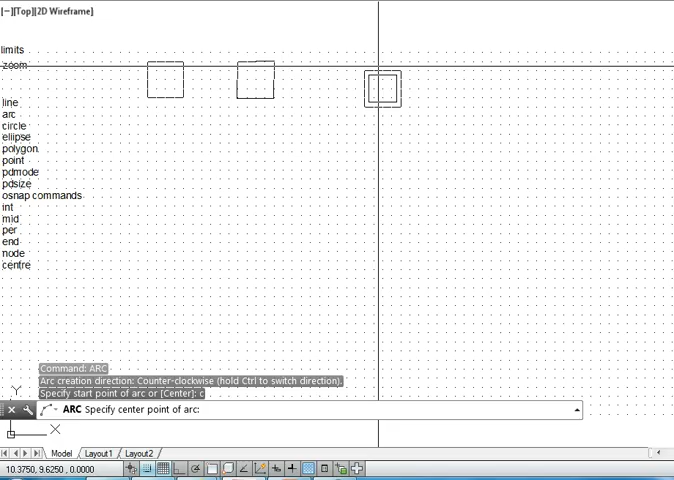 [−][Top][2D Wireframe]
limits
zoom
line
arc
circle
ellipse
polygon
point
pdmode
pdsize
osnap commands
int
mid
per
end
node
centre
Command: ARC
Arc creation direction: Counter-clockwise (hold Ctrl to switch direction).
Specify start point of arc or [Center]: c
ARC Specify center point of arc:
Y
X
Model Layout1 Layout2
10.3750, 9.6250 , 0.0000